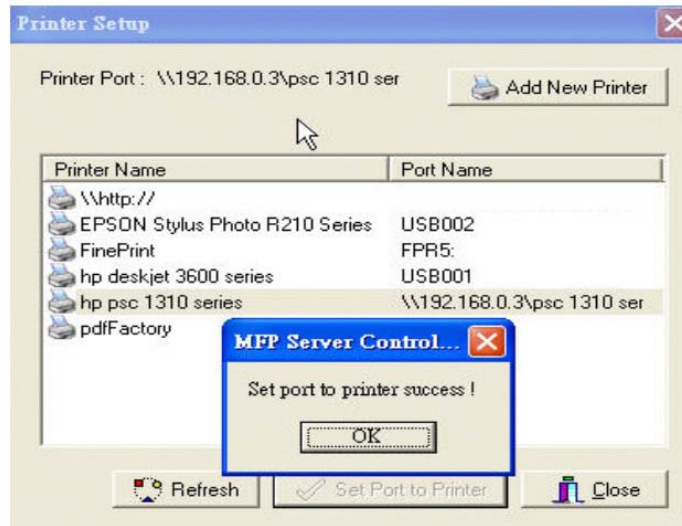 Printer Setup
Printer Port : \\192.168.0.3\psc 1310 ser
Add New Printer
Printer Name Port Name
\\http://
EPSON Stylus Photo R210 Series USB002
FinePrint FPR5:
hp deskjet 3600 series USB001
hp psc 1310 series \\192.168.0.3\psc 1310 ser
pdfFactory
MFP Server Control...
Set port to printer success !
OK
Refresh Set Port to Printer Close